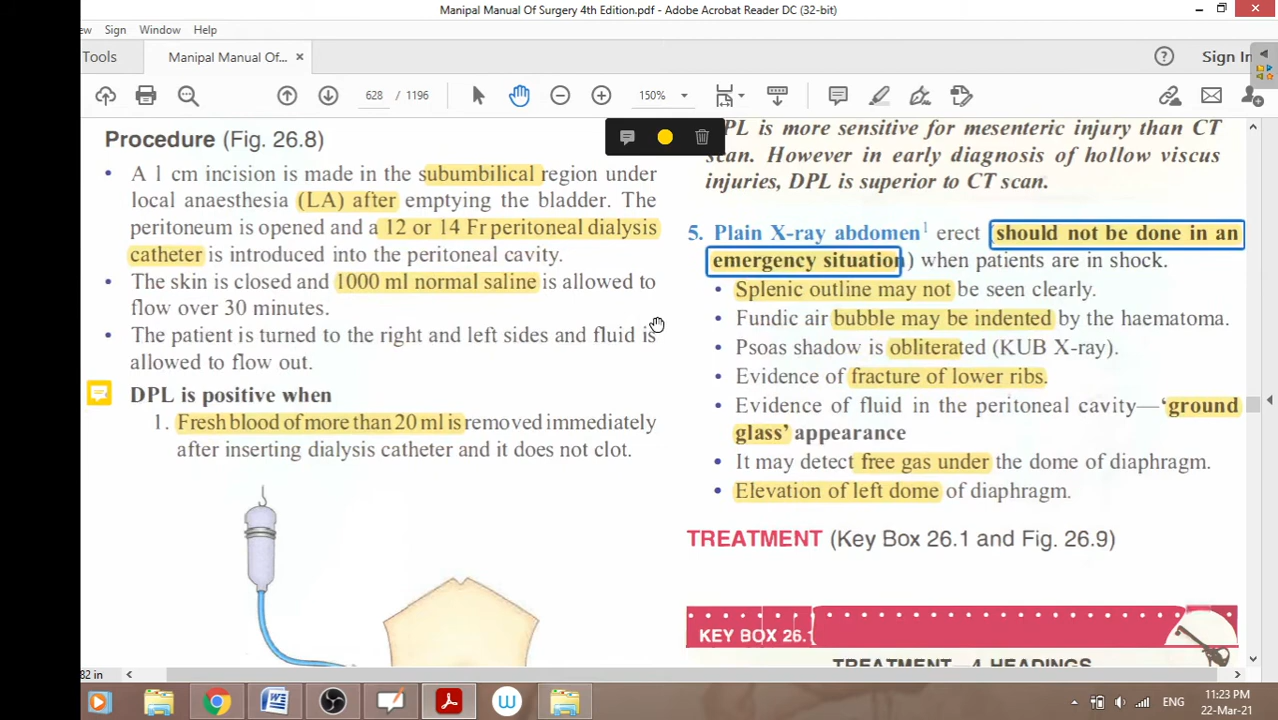 Manipal Manual Of Surgery 4th Edition.pdf - Adobe Acrobat Reader DC (32-bit)
Sign Window Help
Tools
Manipal Manual Of... ×
Sign In
628 / 1196
150%
Procedure (Fig. 26.8)
• A 1 cm incision is made in the subumbilical region under
local anaesthesia (LA) after emptying the bladder. The
peritoneum is opened and a 12 or 14 Fr peritoneal dialysis
catheter is introduced into the peritoneal cavity.
• The skin is closed and 1000 ml normal saline is allowed to
flow over 30 minutes.
• The patient is turned to the right and left sides and fluid is
allowed to flow out.
DPL is positive when
1. Fresh blood of more than 20 ml is removed immediately
after inserting dialysis catheter and it does not clot.
DPL is more sensitive for mesenteric injury than CT
scan. However in early diagnosis of hollow viscus
injuries, DPL is superior to CT scan.
5. Plain X-ray abdomen¹ erect (should not be done in an
emergency situation) when patients are in shock.
• Splenic outline may not be seen clearly.
• Fundic air bubble may be indented by the haematoma.
• Psoas shadow is obliterated (KUB X-ray).
• Evidence of fracture of lower ribs.
• Evidence of fluid in the peritoneal cavity—‘ground
glass’ appearance
• It may detect free gas under the dome of diaphragm.
• Elevation of left dome of diaphragm.
TREATMENT (Key Box 26.1 and Fig. 26.9)
KEY BOX 26.1
TREATMENT—4 HEADINGS
82 in
ENG
11:23 PM
22-Mar-21